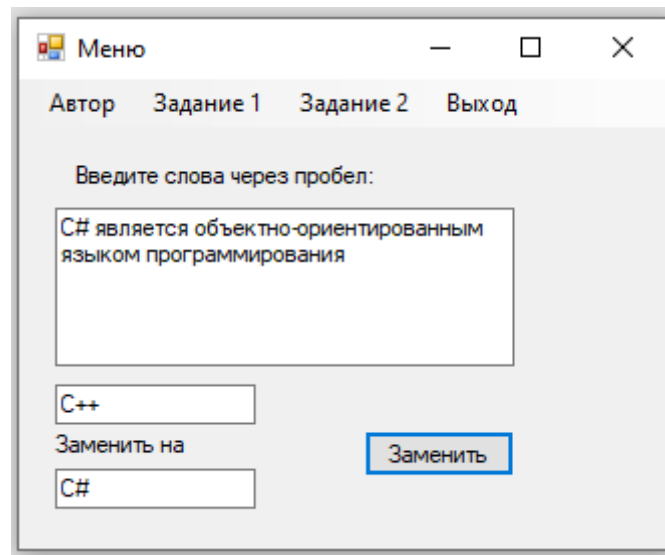 Меню
Автор Задание 1 Задание 2 Выход
Введите слова через пробел:
C# является объектно-ориентированным
языком программирования
C++
Заменить на
Заменить
C#